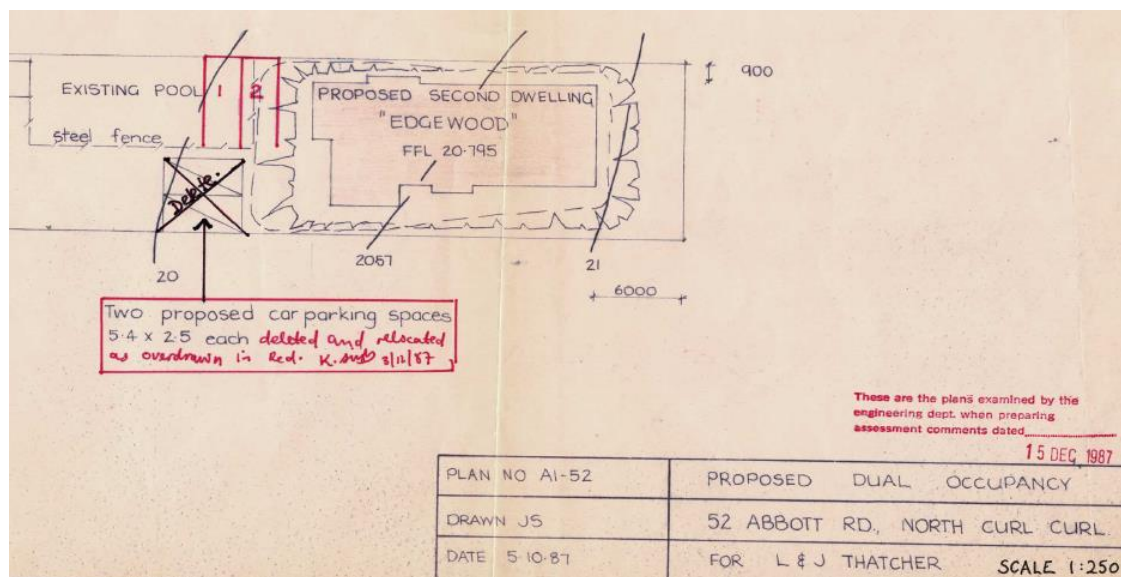 900
EXISTING POOL 1 2
PROPOSED SECOND DWELLING
"EDGEWOOD"
FFL 20·795
steel fence
Delete.
20
20·67
21
6000
Two proposed car parking spaces
5·4 x 2·5 each deleted and relocated
as overdrawn in Red. K. 3/12/87
These are the plans examined by the
engineering dept. when preparing
assessment comments dated
15 DEC 1987
PLAN NO A1-52
PROPOSED DUAL OCCUPANCY
DRAWN JS
52 ABBOTT RD., NORTH CURL CURL.
DATE 5·10·87
FOR L & J THATCHER
SCALE 1:250